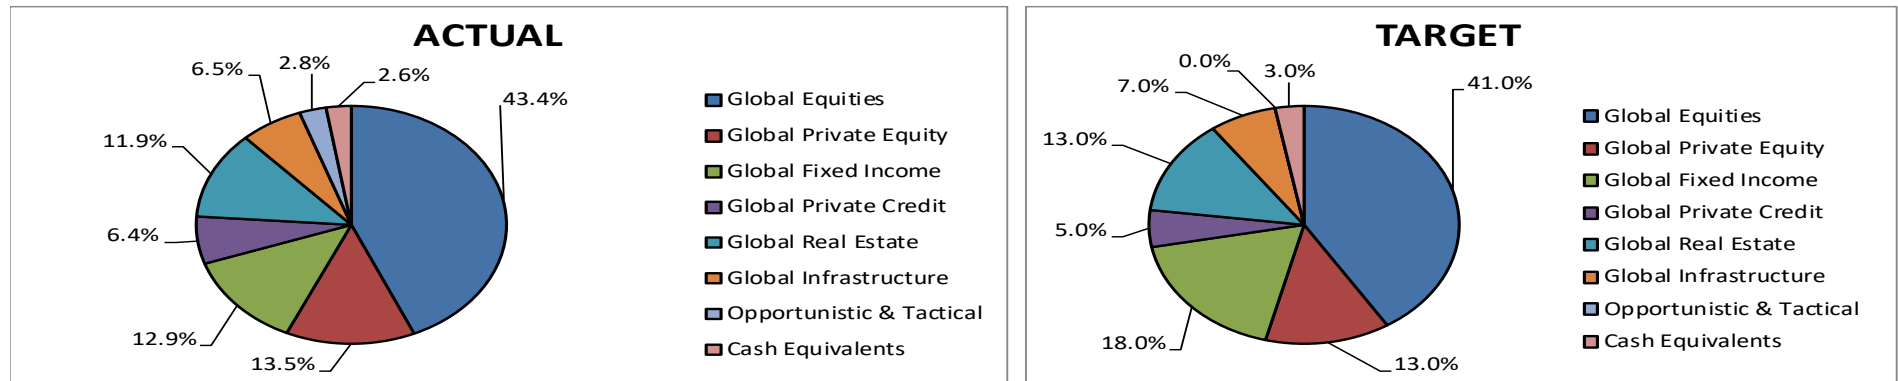 ACTUAL
2.8%
2.6%
6.5%
43.4%
11.9%
6.4%
12.9%
13.5%
Global Equities
Global Private Equity
Global Fixed Income
Global Private Credit
Global Real Estate
Global Infrastructure
Opportunistic & Tactical
Cash Equivalents
TARGET
0.0%
3.0%
7.0%
41.0%
13.0%
5.0%
18.0%
13.0%
Global Equities
Global Private Equity
Global Fixed Income
Global Private Credit
Global Real Estate
Global Infrastructure
Opportunistic & Tactical
Cash Equivalents